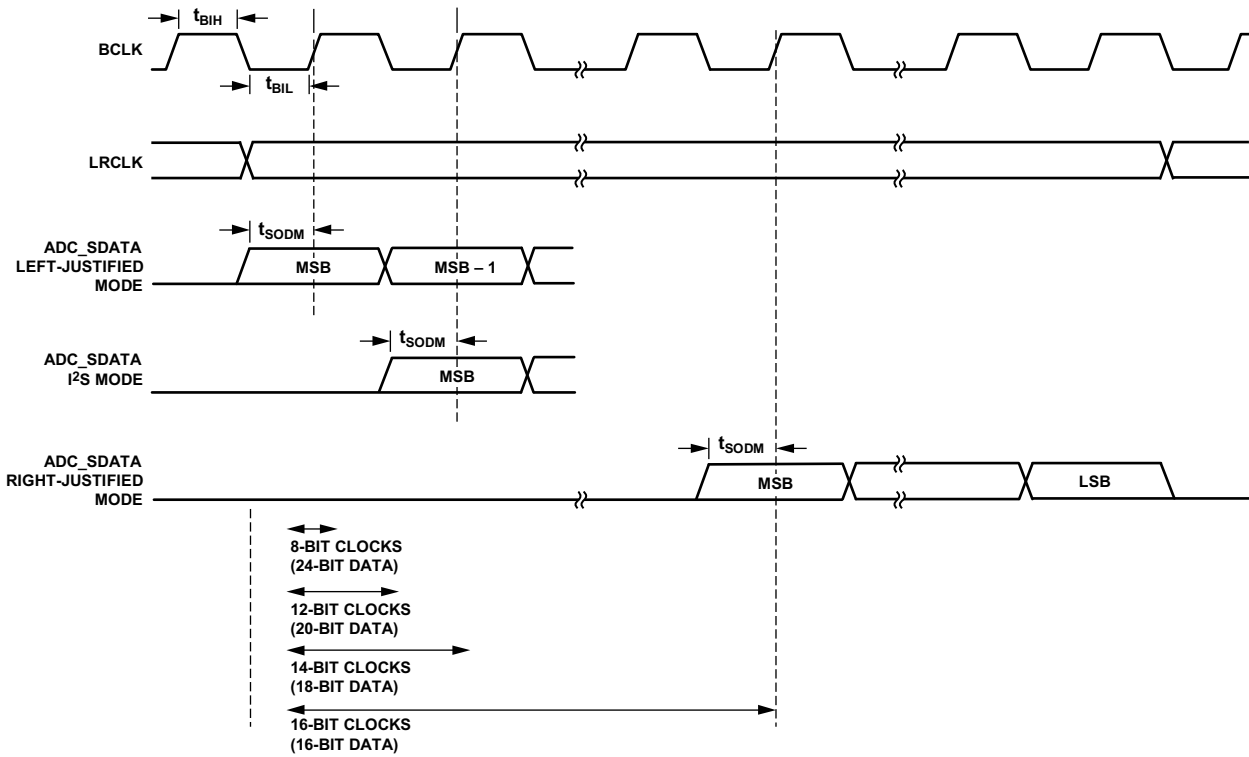 tBIH
BCLK
tBIL
LRCLK
tSODM
ADC_SDATA
LEFT-JUSTIFIED
MODE
MSB
MSB – 1
tSODM
ADC_SDATA
I²S MODE
MSB
tSODM
ADC_SDATA
RIGHT-JUSTIFIED
MODE
MSB
LSB
8-BIT CLOCKS
(24-BIT DATA)
12-BIT CLOCKS
(20-BIT DATA)
14-BIT CLOCKS
(18-BIT DATA)
16-BIT CLOCKS
(16-BIT DATA)